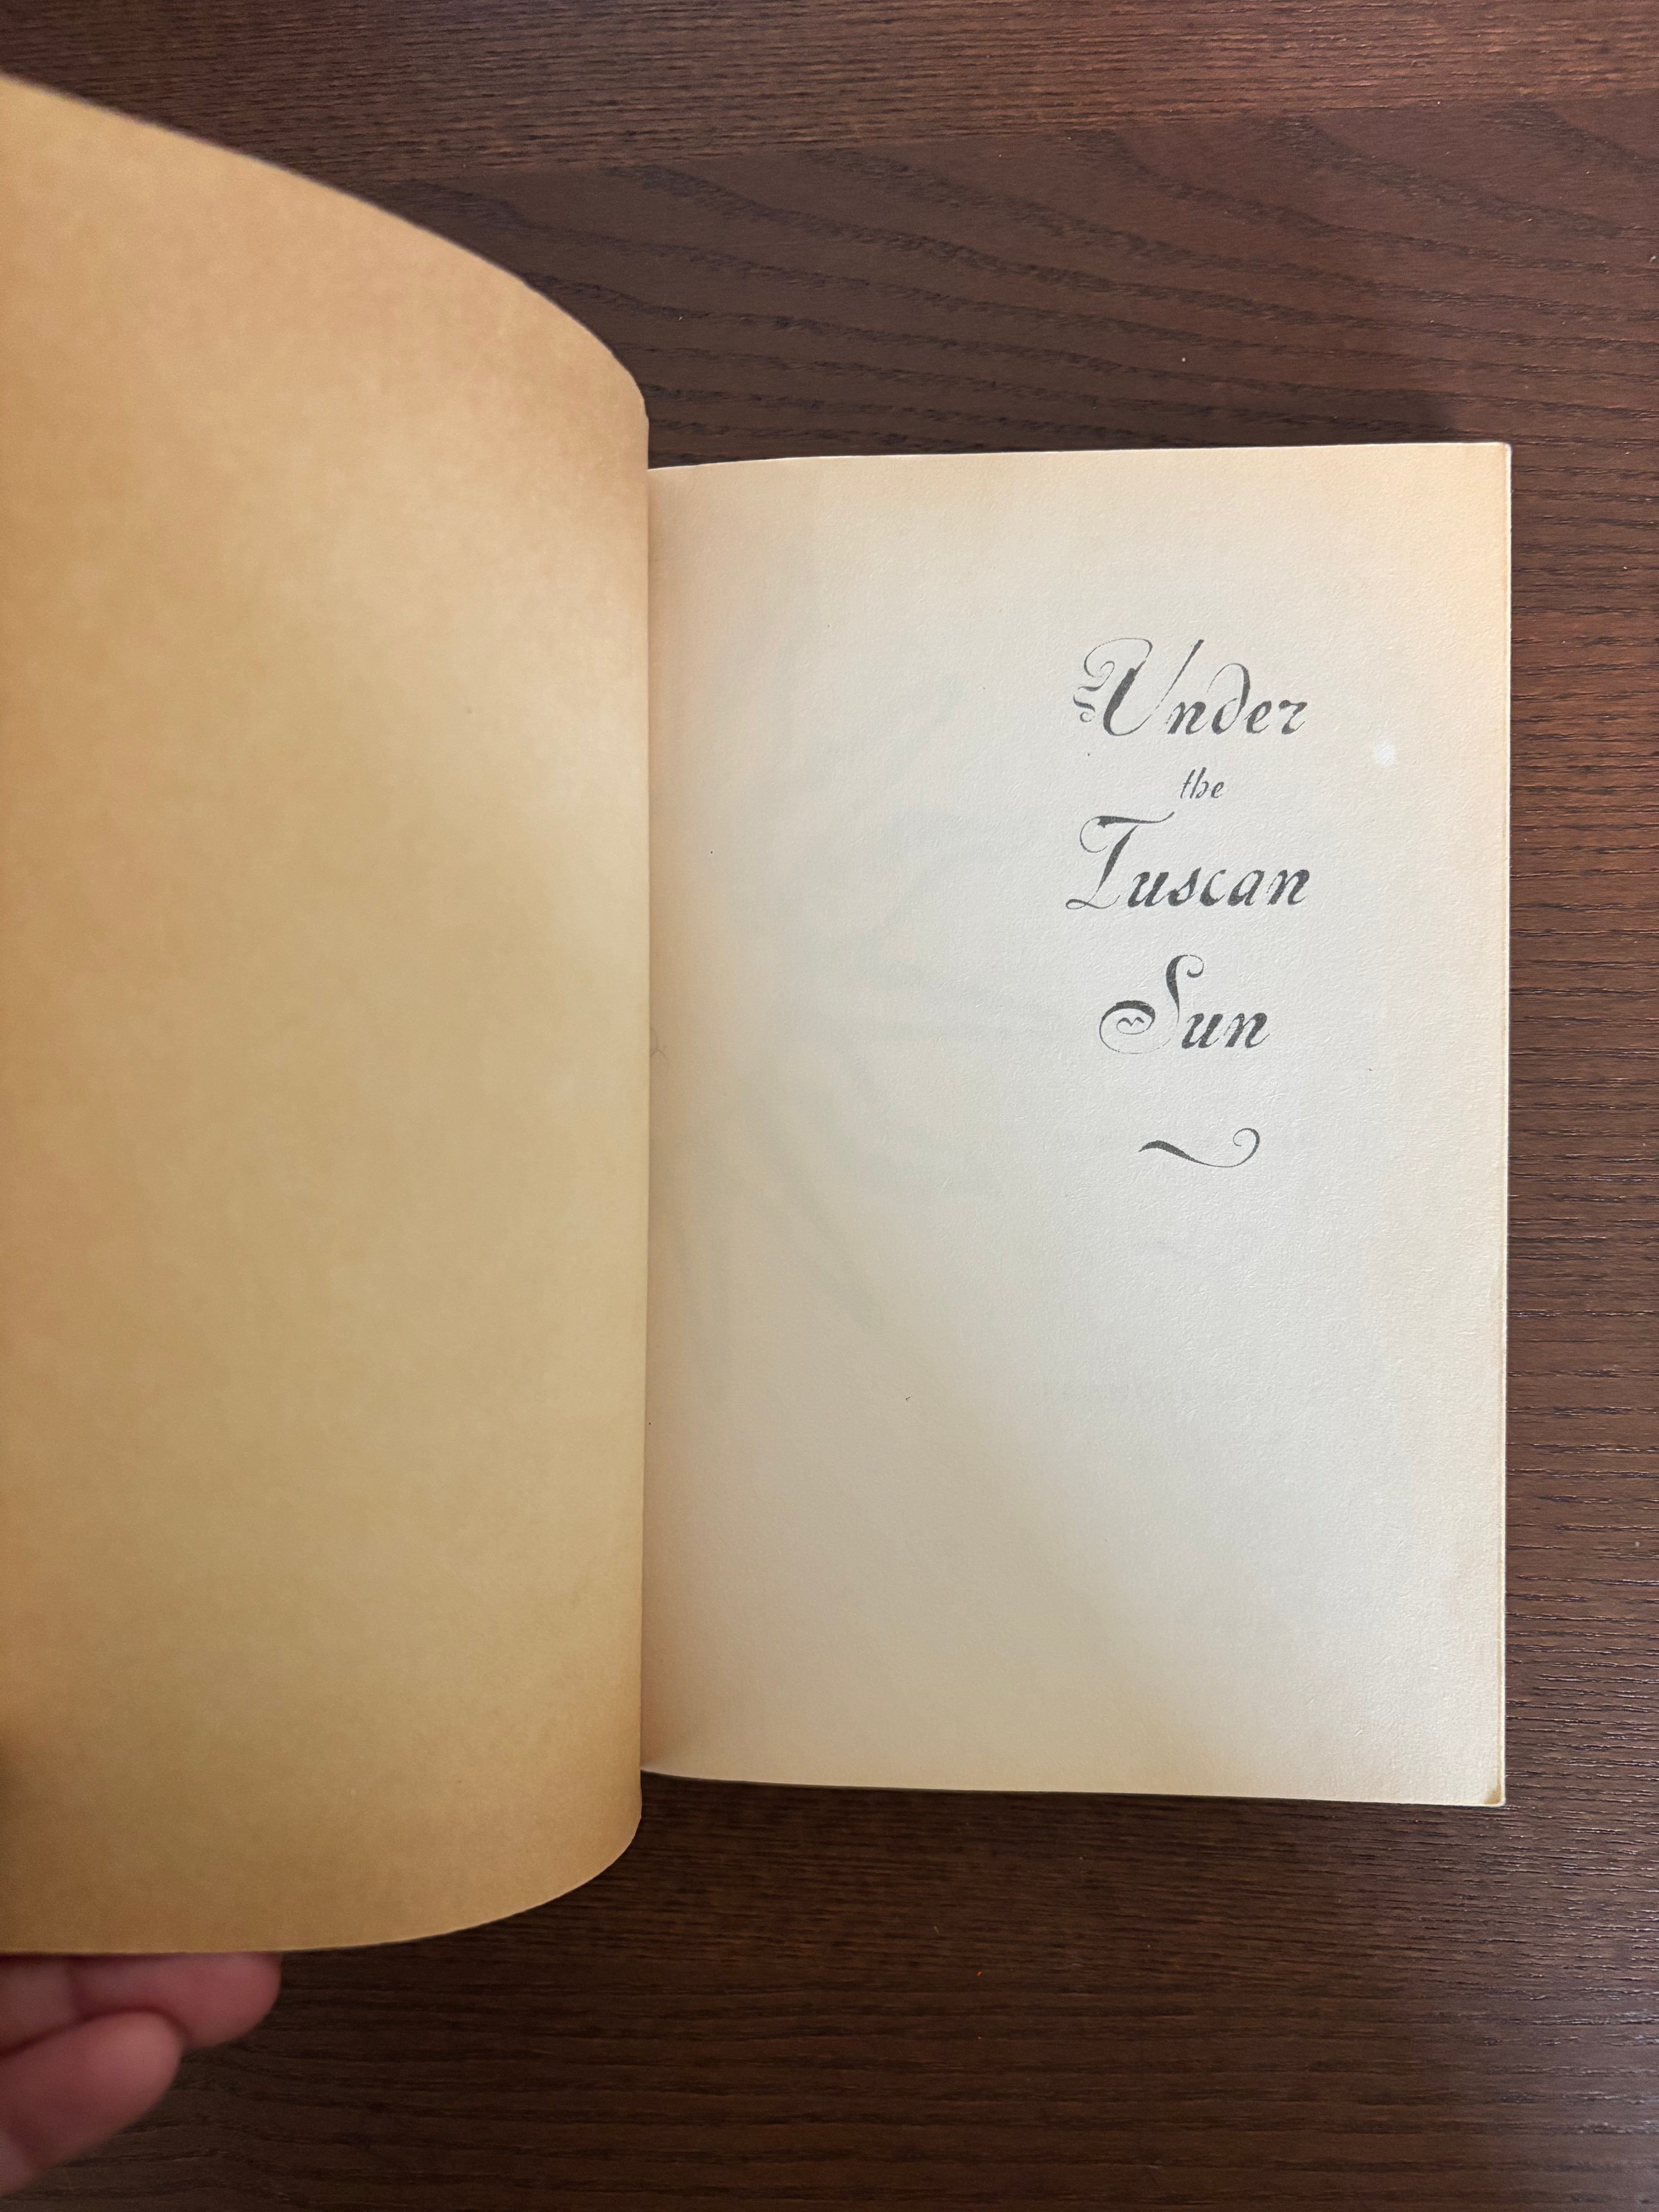 Under
the
Tuscan
Sun